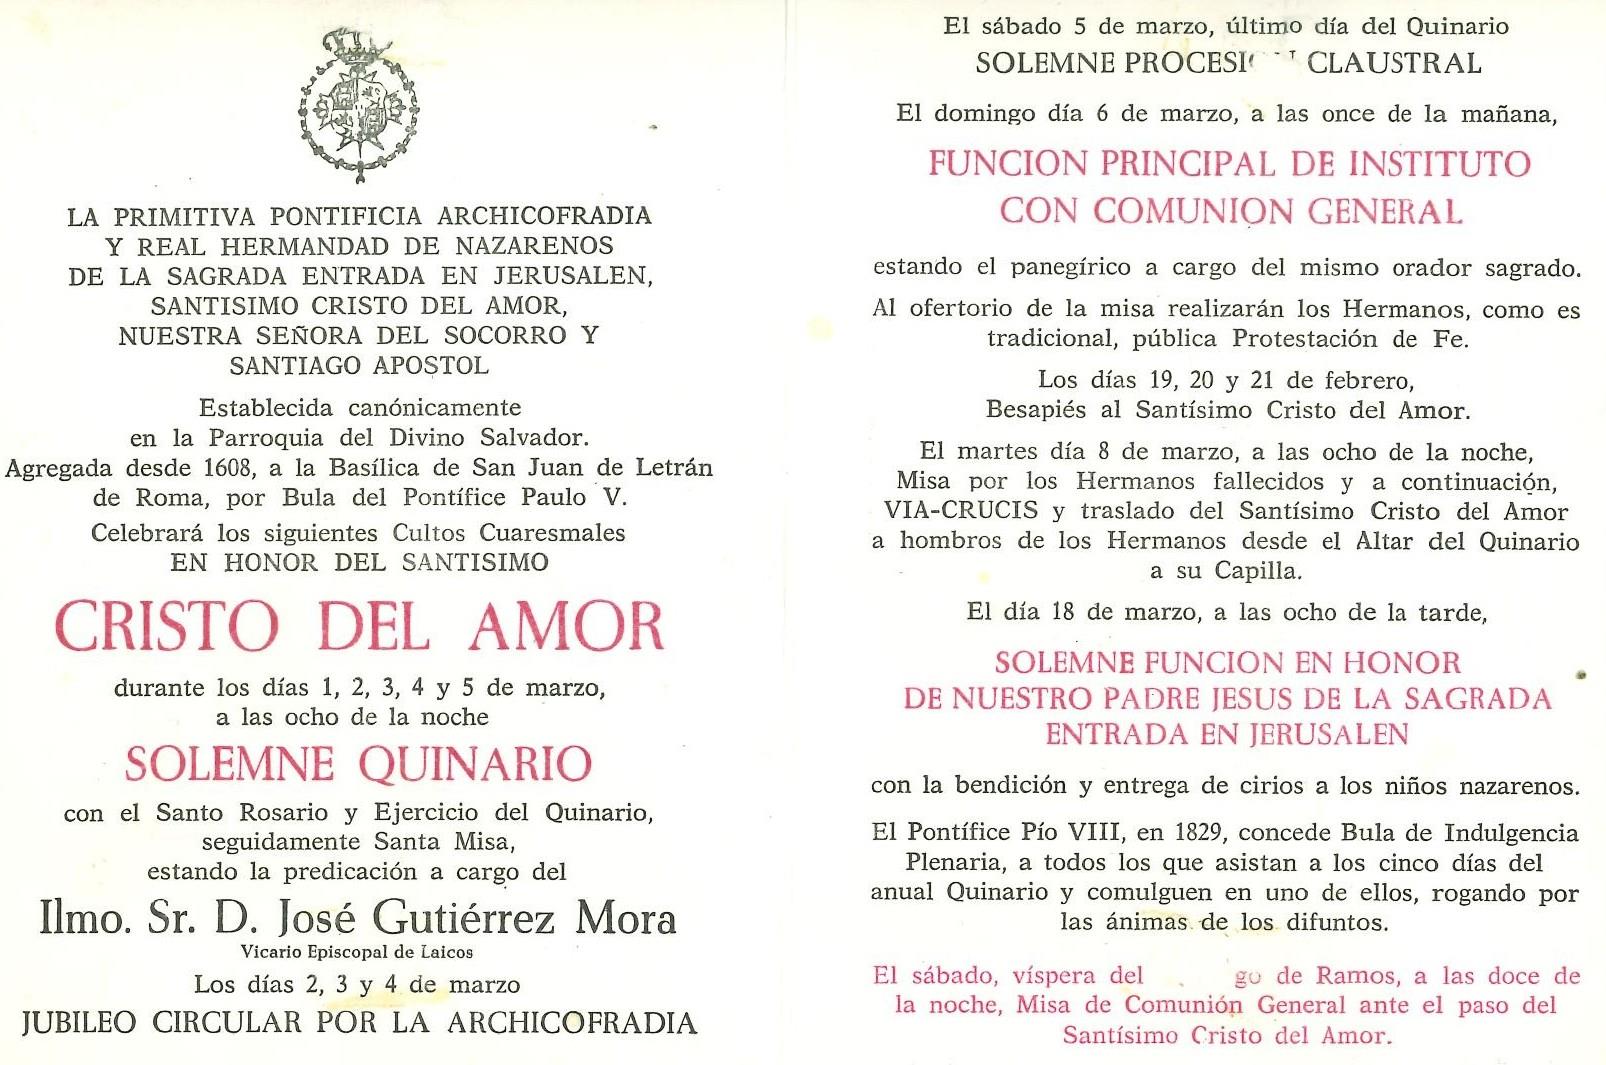 LA PRIMITIVA PONTIFICIA ARCHICOFRADIA
Y REAL HERMANDAD DE NAZARENOS
DE LA SAGRADA ENTRADA EN JERUSALEN,
SANTISIMO CRISTO DEL AMOR,
NUESTRA SEÑORA DEL SOCORRO Y
SANTIAGO APOSTOL
Establecida canónicamente
en la Parroquia del Divino Salvador.
Agregada desde 1608, a la Basílica de San Juan de Letrán
de Roma, por Bula del Pontífice Paulo V.
Celebrará los siguientes Cultos Cuaresmales
EN HONOR DEL SANTISIMO
CRISTO DEL AMOR
durante los días 1, 2, 3, 4 y 5 de marzo,
a las ocho de la noche
SOLEMNE QUINARIO
con el Santo Rosario y Ejercicio del Quinario,
seguidamente Santa Misa,
estando la predicación a cargo del
Ilmo. Sr. D. José Gutiérrez Mora
Vicario Episcopal de Laicos
Los días 2, 3 y 4 de marzo
JUBILEO CIRCULAR POR LA ARCHICOFRADIA
El sábado 5 de marzo, último día del Quinario
SOLEMNE CLAUSTRAL
El domingo día 6 de marzo, a las once de la mañana,
FUNCION PRINCIPAL DE INSTITUTO
CON COMUNION GENERAL
estando el panegírico a cargo del mismo orador sagrado.
Al ofertorio de la misa realizarán los Hermanos, como es
tradicional, pública Protestación de Fe.
Los días 19, 20 y 21 de febrero,
Besapiés al Santísimo Cristo del Amor.
El martes día 8 de marzo, a las ocho de la noche,
Misa por los Hermanos fallecidos y a continuación,
VIA-CRUCIS y traslado del Santísimo Cristo del Amor
a hombros de los Hermanos desde el Altar del Quinario
a su Capilla.
El día 18 de marzo, a las ocho de la tarde,
SOLEMNE FUNCION EN HONOR
DE NUESTRO PADRE JESUS DE LA SAGRADA
ENTRADA EN JERUSALEN
con la bendición y entrega de cirios a los niños nazarenos.
El Pontífice Pío VIII, en 1829, concede Bula de Indulgencia
Plenaria, a todos los que asistan a los cinco días del
anual Quinario y comulguen en uno de ellos, rogando por
las ánimas de los difuntos.
El sábado, víspera del de Ramos, a las doce de
la noche, Misa de Comunión General ante el paso del
Santísimo Cristo del Amor.